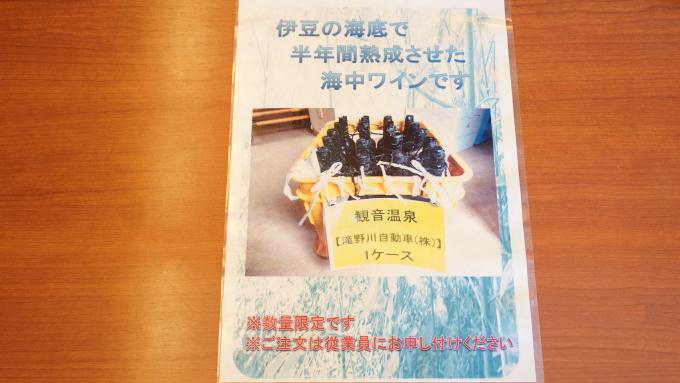 伊豆の海底で
半年間熟成させた
海中ワインです
観音温泉
【滝野川自動車(株)】
1ケース
※数量限定です
※ご注文は従業員にお申し付けください